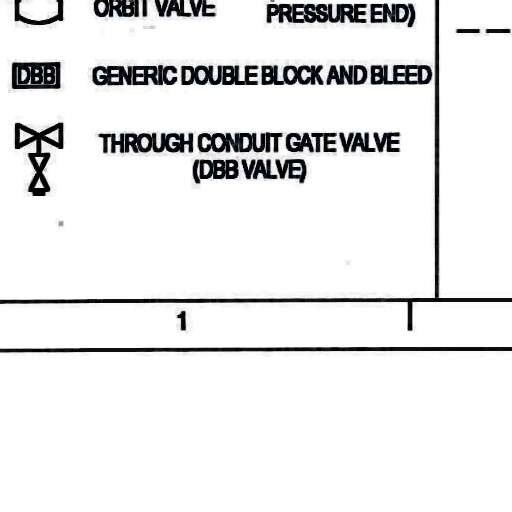 ORBIT VALVE
PRESSURE END)
DBB GENERIC DOUBLE BLOCK AND BLEED
THROUGH CONDUIT GATE VALVE
(DBB VALVE)
1